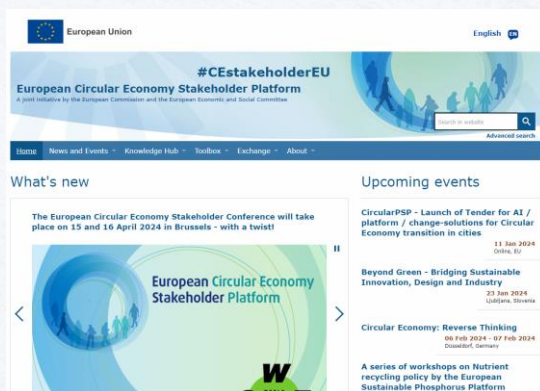 European Union
English EN
#CEstakeholderEU
European Circular Economy Stakeholder Platform
A joint initiative by the European Commission and the European Economic and Social Committee
Search in website
Advanced search
Home News and Events Knowledge Hub Toolbox Exchange About
What's new
The European Circular Economy Stakeholder Conference will take
place on 15 and 16 April 2024 in Brussels - with a twist!
European Circular Economy
Stakeholder Platform
W
Upcoming events
CircularPSP - Launch of Tender for AI /
platform / change-solutions for Circular
Economy transition in cities
11 Jan 2024
Online, EU
Beyond Green - Bridging Sustainable
Innovation, Design and Industry
23 Jan 2024
Ljubljana, Slovenia
Circular Economy: Reverse Thinking
06 Feb 2024 - 07 Feb 2024
Dusseldorf, Germany
A series of workshops on Nutrient
recycling policy by the European
Sustainable Phosphorus Platform